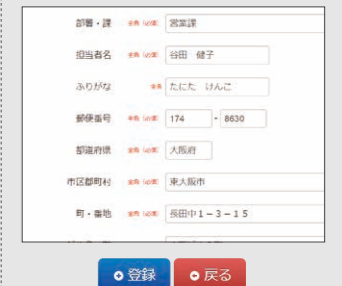 部署・課 全角 (必須) 営業課
担当者名 全角 (必須) 谷田 健子
ふりがな 全角 たにた けんこ
郵便番号 全角 (必須) 174 - 8630
都道府県 全角 (必須) 大阪府
市区郡町村 全角 (必須) 東大阪市
町・番地 全角 (必須) 長田中1-3-15
登録 戻る